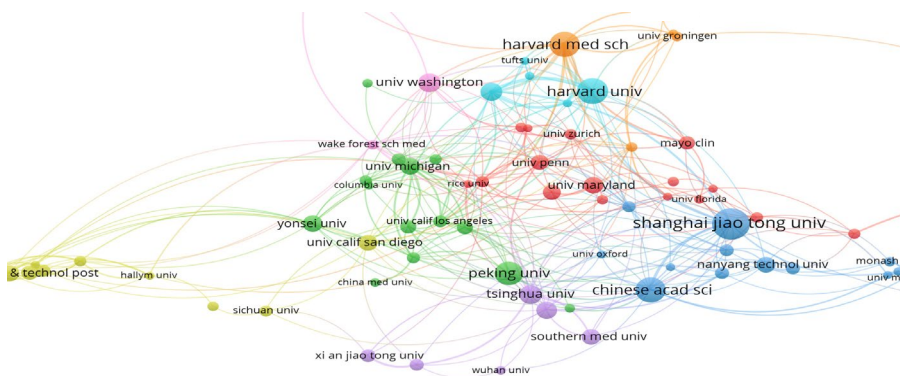 harvard med sch
univ groningen
tufts univ
univ washington
harvard univ
univ zurich
mayo clin
wake forest sch med
univ michigan
univ penn
columbia univ
rice univ
univ maryland
univ florida
yonsei univ
univ calif los angeles
shanghai jiao tong univ
univ calif san diego
univ oxford
monash
& technol post
hallym univ
peking univ
nanyang technol univ
univ m
china med univ
tsinghua univ
chinese acad sci
sichuan univ
southern med univ
xi an jiao tong univ
wuhan univ